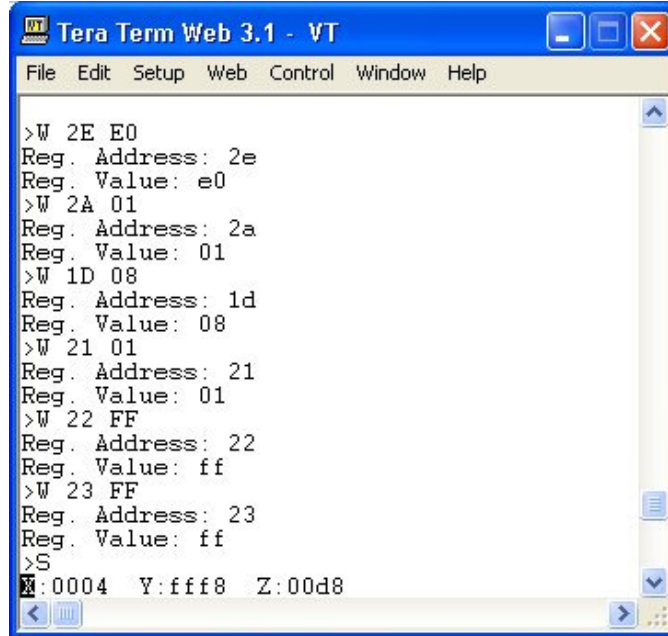 Tera Term Web 3.1 - VT
File Edit Setup Web Control Window Help
>W 2E E0
Reg. Address: 2e
Reg. Value: e0
>W 2A 01
Reg. Address: 2a
Reg. Value: 01
>W 1D 08
Reg. Address: 1d
Reg. Value: 08
>W 21 01
Reg. Address: 21
Reg. Value: 01
>W 22 FF
Reg. Address: 22
Reg. Value: ff
>W 23 FF
Reg. Address: 23
Reg. Value: ff
>S
X:0004 Y:fff8 Z:00d8